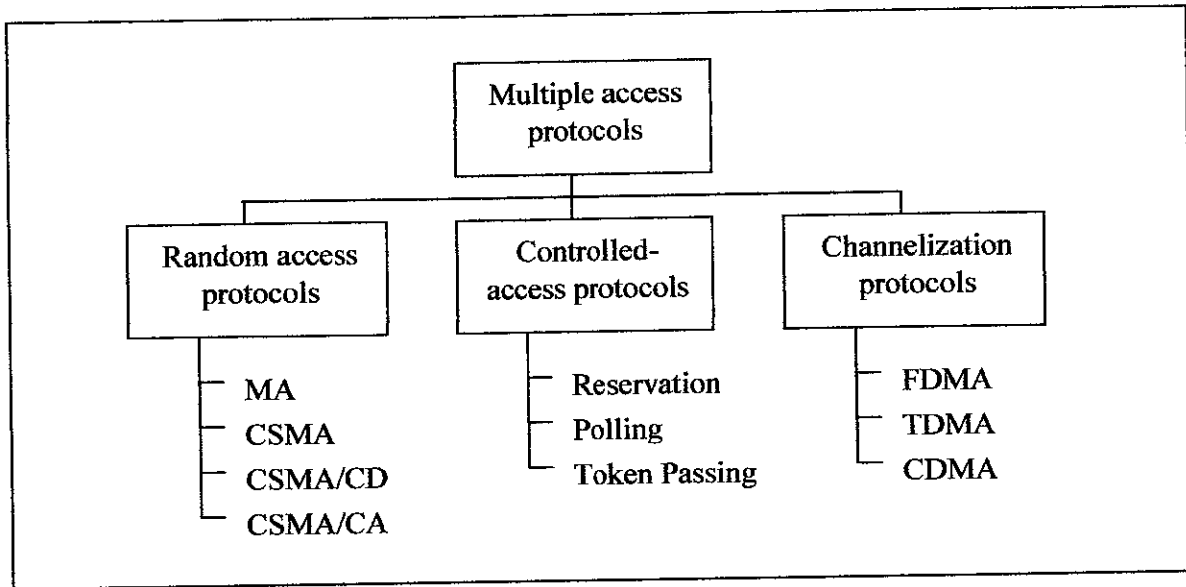 Multiple access
protocols
Random access
protocols
Controlled-
access protocols
Channelization
protocols
MA
CSMA
CSMA/CD
CSMA/CA
Reservation
Polling
Token Passing
FDMA
TDMA
CDMA